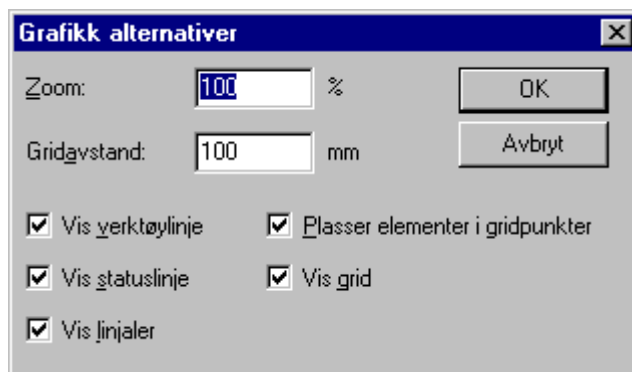 Grafikk alternativer
Zoom: 100 % OK
Gridavstand: 100 mm Avbryt
Vis verktøylinje Plasser elementer i gridpunkter
Vis statuslinje Vis grid
Vis linjaler